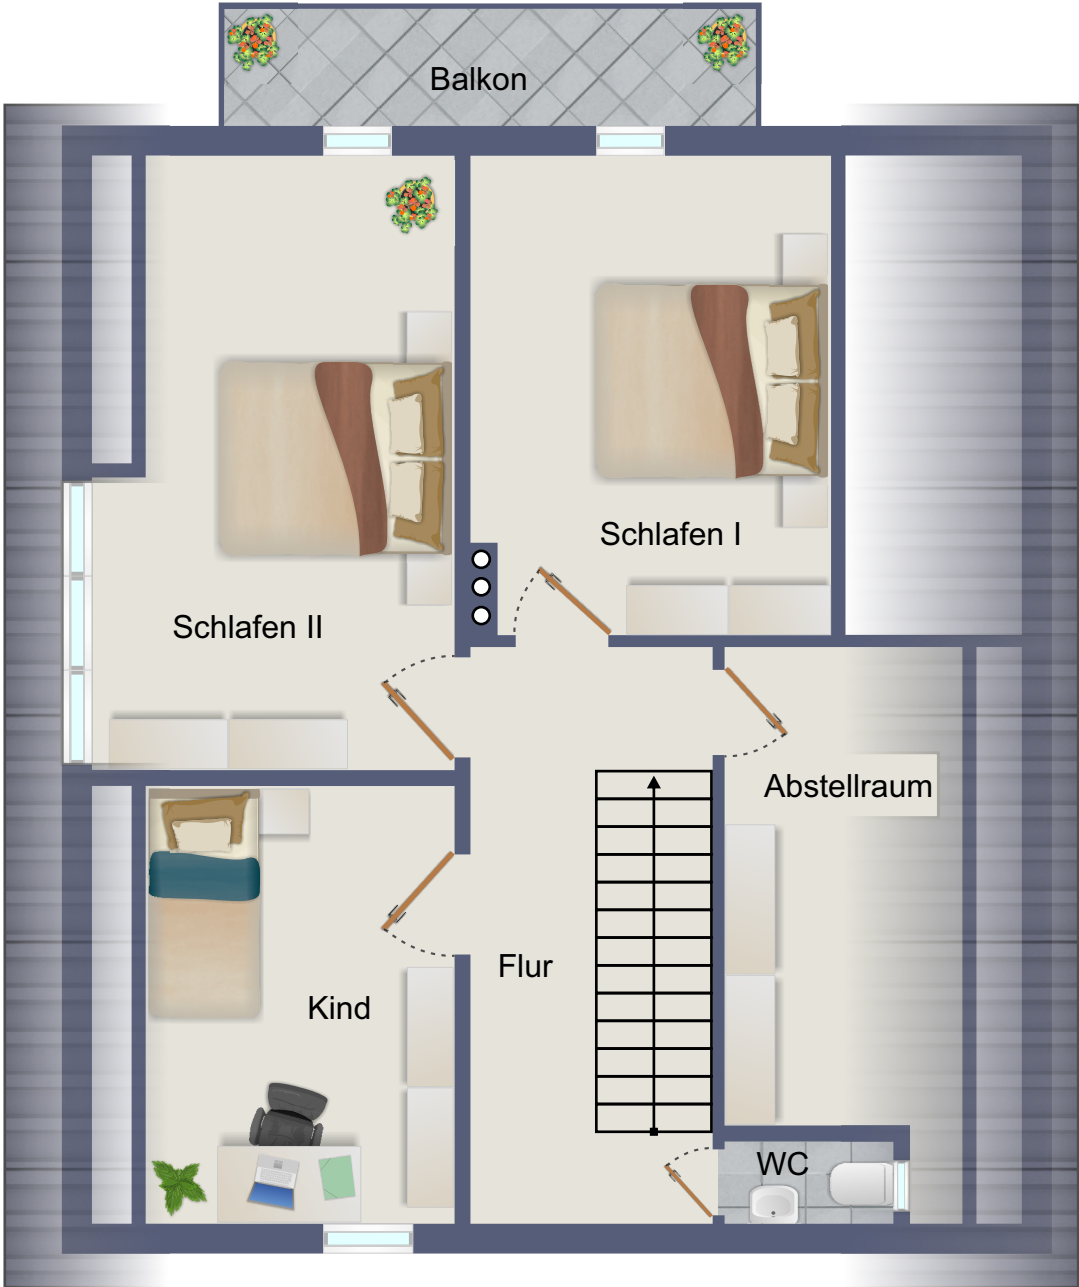 Balkon
Schlafen I
Schlafen II
Abstellraum
Flur
Kind
WC